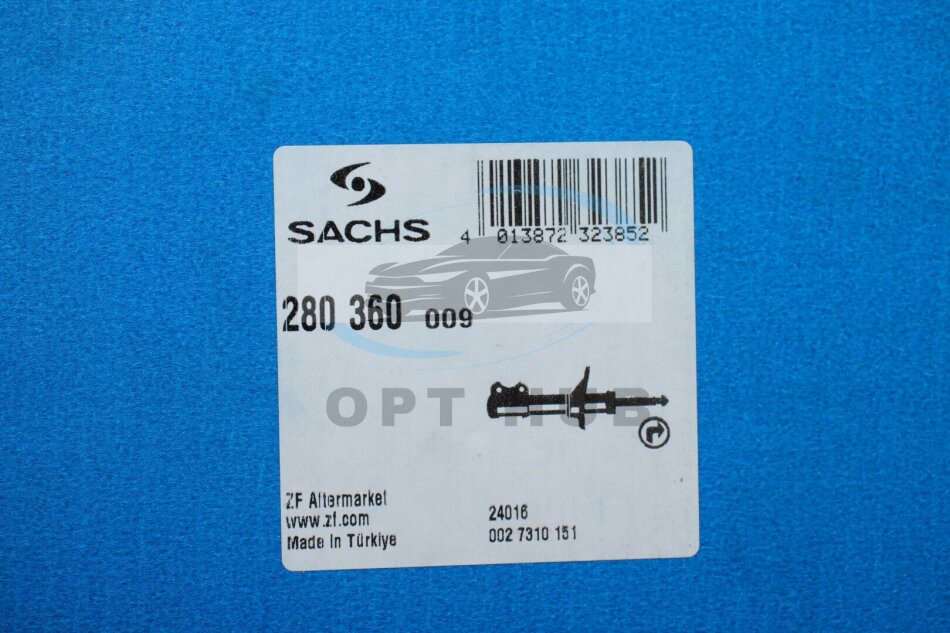 SACHS
4 013872 323852
280 360 009
OPT HUB
ZF Aftermarket
www.zf.com
Made in Türkiye
24016
002 7310 151